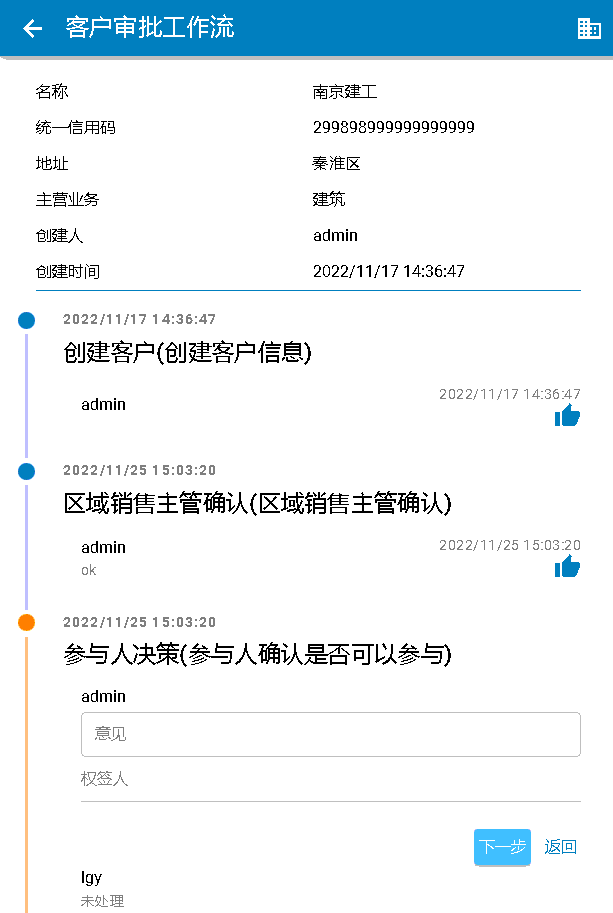 客户审批工作流
名称 南京建工
统一信用码 299898999999999999
地址 秦淮区
主营业务 建筑
创建人 admin
创建时间 2022/11/17 14:36:47
2022/11/17 14:36:47
创建客户(创建客户信息)
2022/11/17 14:36:47
admin
2022/11/25 15:03:20
区域销售主管确认(区域销售主管确认)
admin 2022/11/25 15:03:20
ok
2022/11/25 15:03:20
参与人决策(参与人确认是否可以参与)
admin
意见
权签人
下一步 返回
lgy
未处理